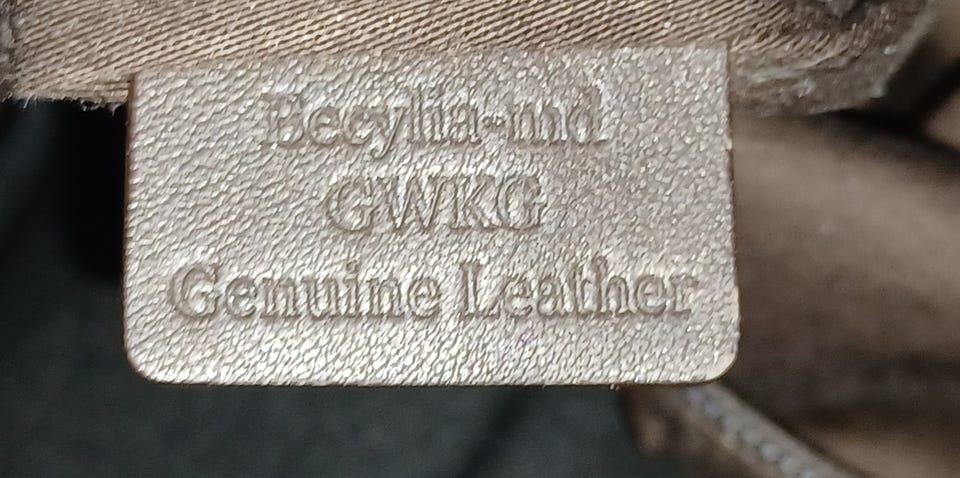 Becylia-md
GWKG
Genuine Leather